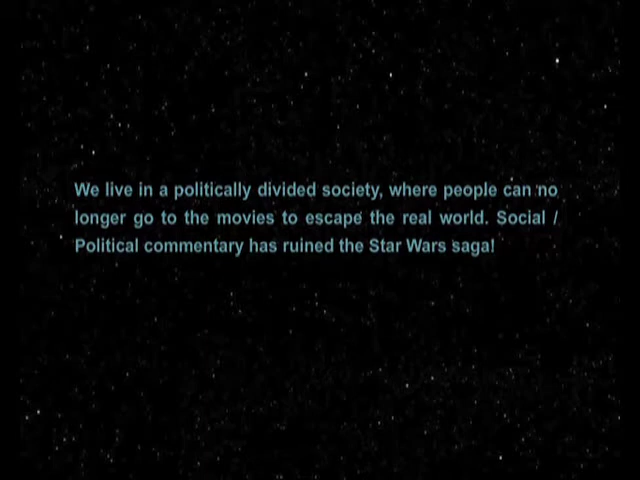 We live in a politically divided society, where people can no
longer go to the movies to escape the real world. Social /
Political commentary has ruined the Star Wars saga!